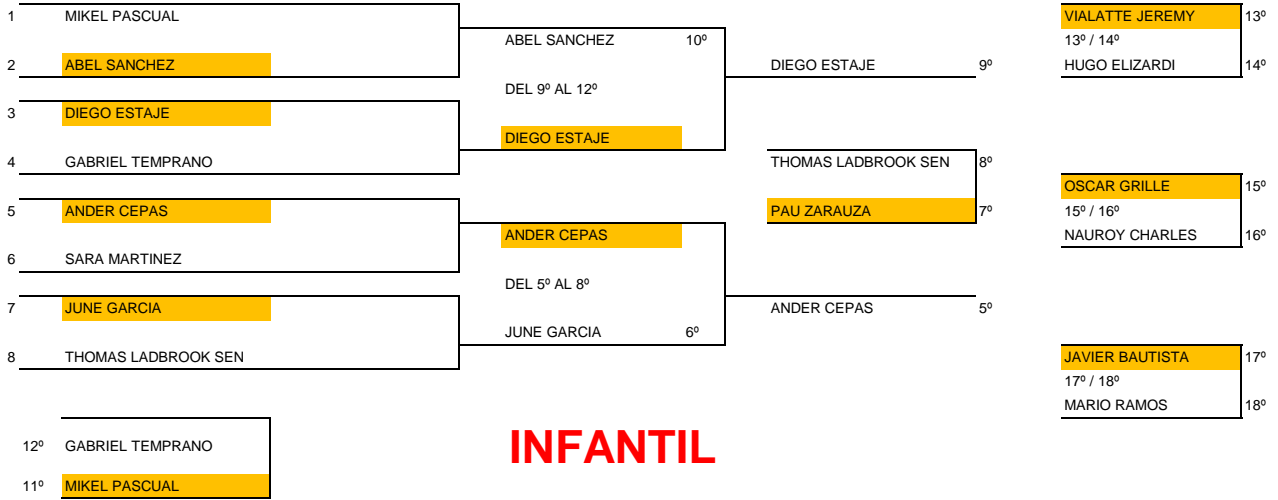 1 MIKEL PASCUAL
2 ABEL SANCHEZ
3 DIEGO ESTAJE
4 GABRIEL TEMPRANO
5 ANDER CEPAS
6 SARA MARTINEZ
7 JUNE GARCIA
8 THOMAS LADBROOK SEN
12º GABRIEL TEMPRANO
11º MIKEL PASCUAL
ABEL SANCHEZ 10º
DEL 9º AL 12º
DIEGO ESTAJE
ANDER CEPAS
DEL 5º AL 8º
JUNE GARCIA 6º
INFANTIL
DIEGO ESTAJE 9º
THOMAS LADBROOK SEN 8º
PAU ZARAUZA 7º
ANDER CEPAS 5º
VIALATTE JEREMY 13º
13º / 14º
HUGO ELIZARDI 14º
OSCAR GRILLE 15º
15º / 16º
NAUROY CHARLES 16º
JAVIER BAUTISTA 17º
17º / 18º
MARIO RAMOS 18º